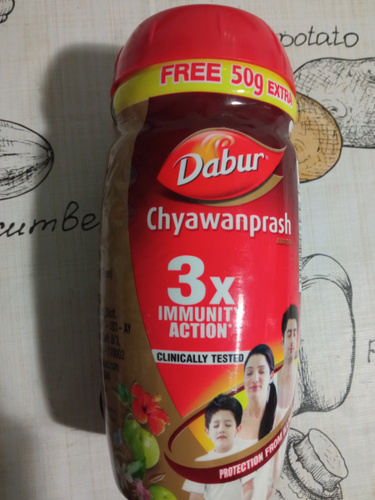 potato
FREE 50g EXTRA
Dabur
Chyawanprash
cumbe
3x
IMMUNITY
ACTION*
CLINICALLY TESTED
PROTECTION FROM